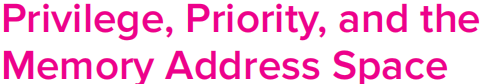 Privilege, Priority, and the
Memory Address Space